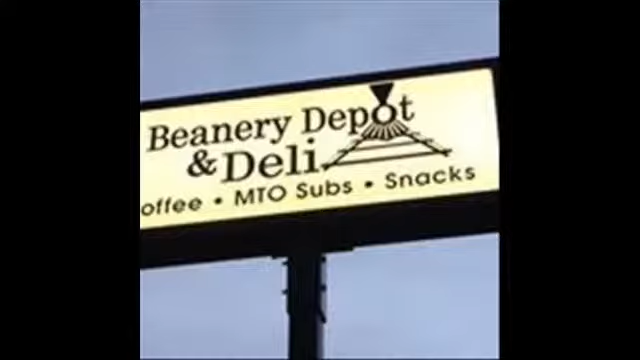 Beanery Depot
& Deli
offee • MTO Subs • Snacks